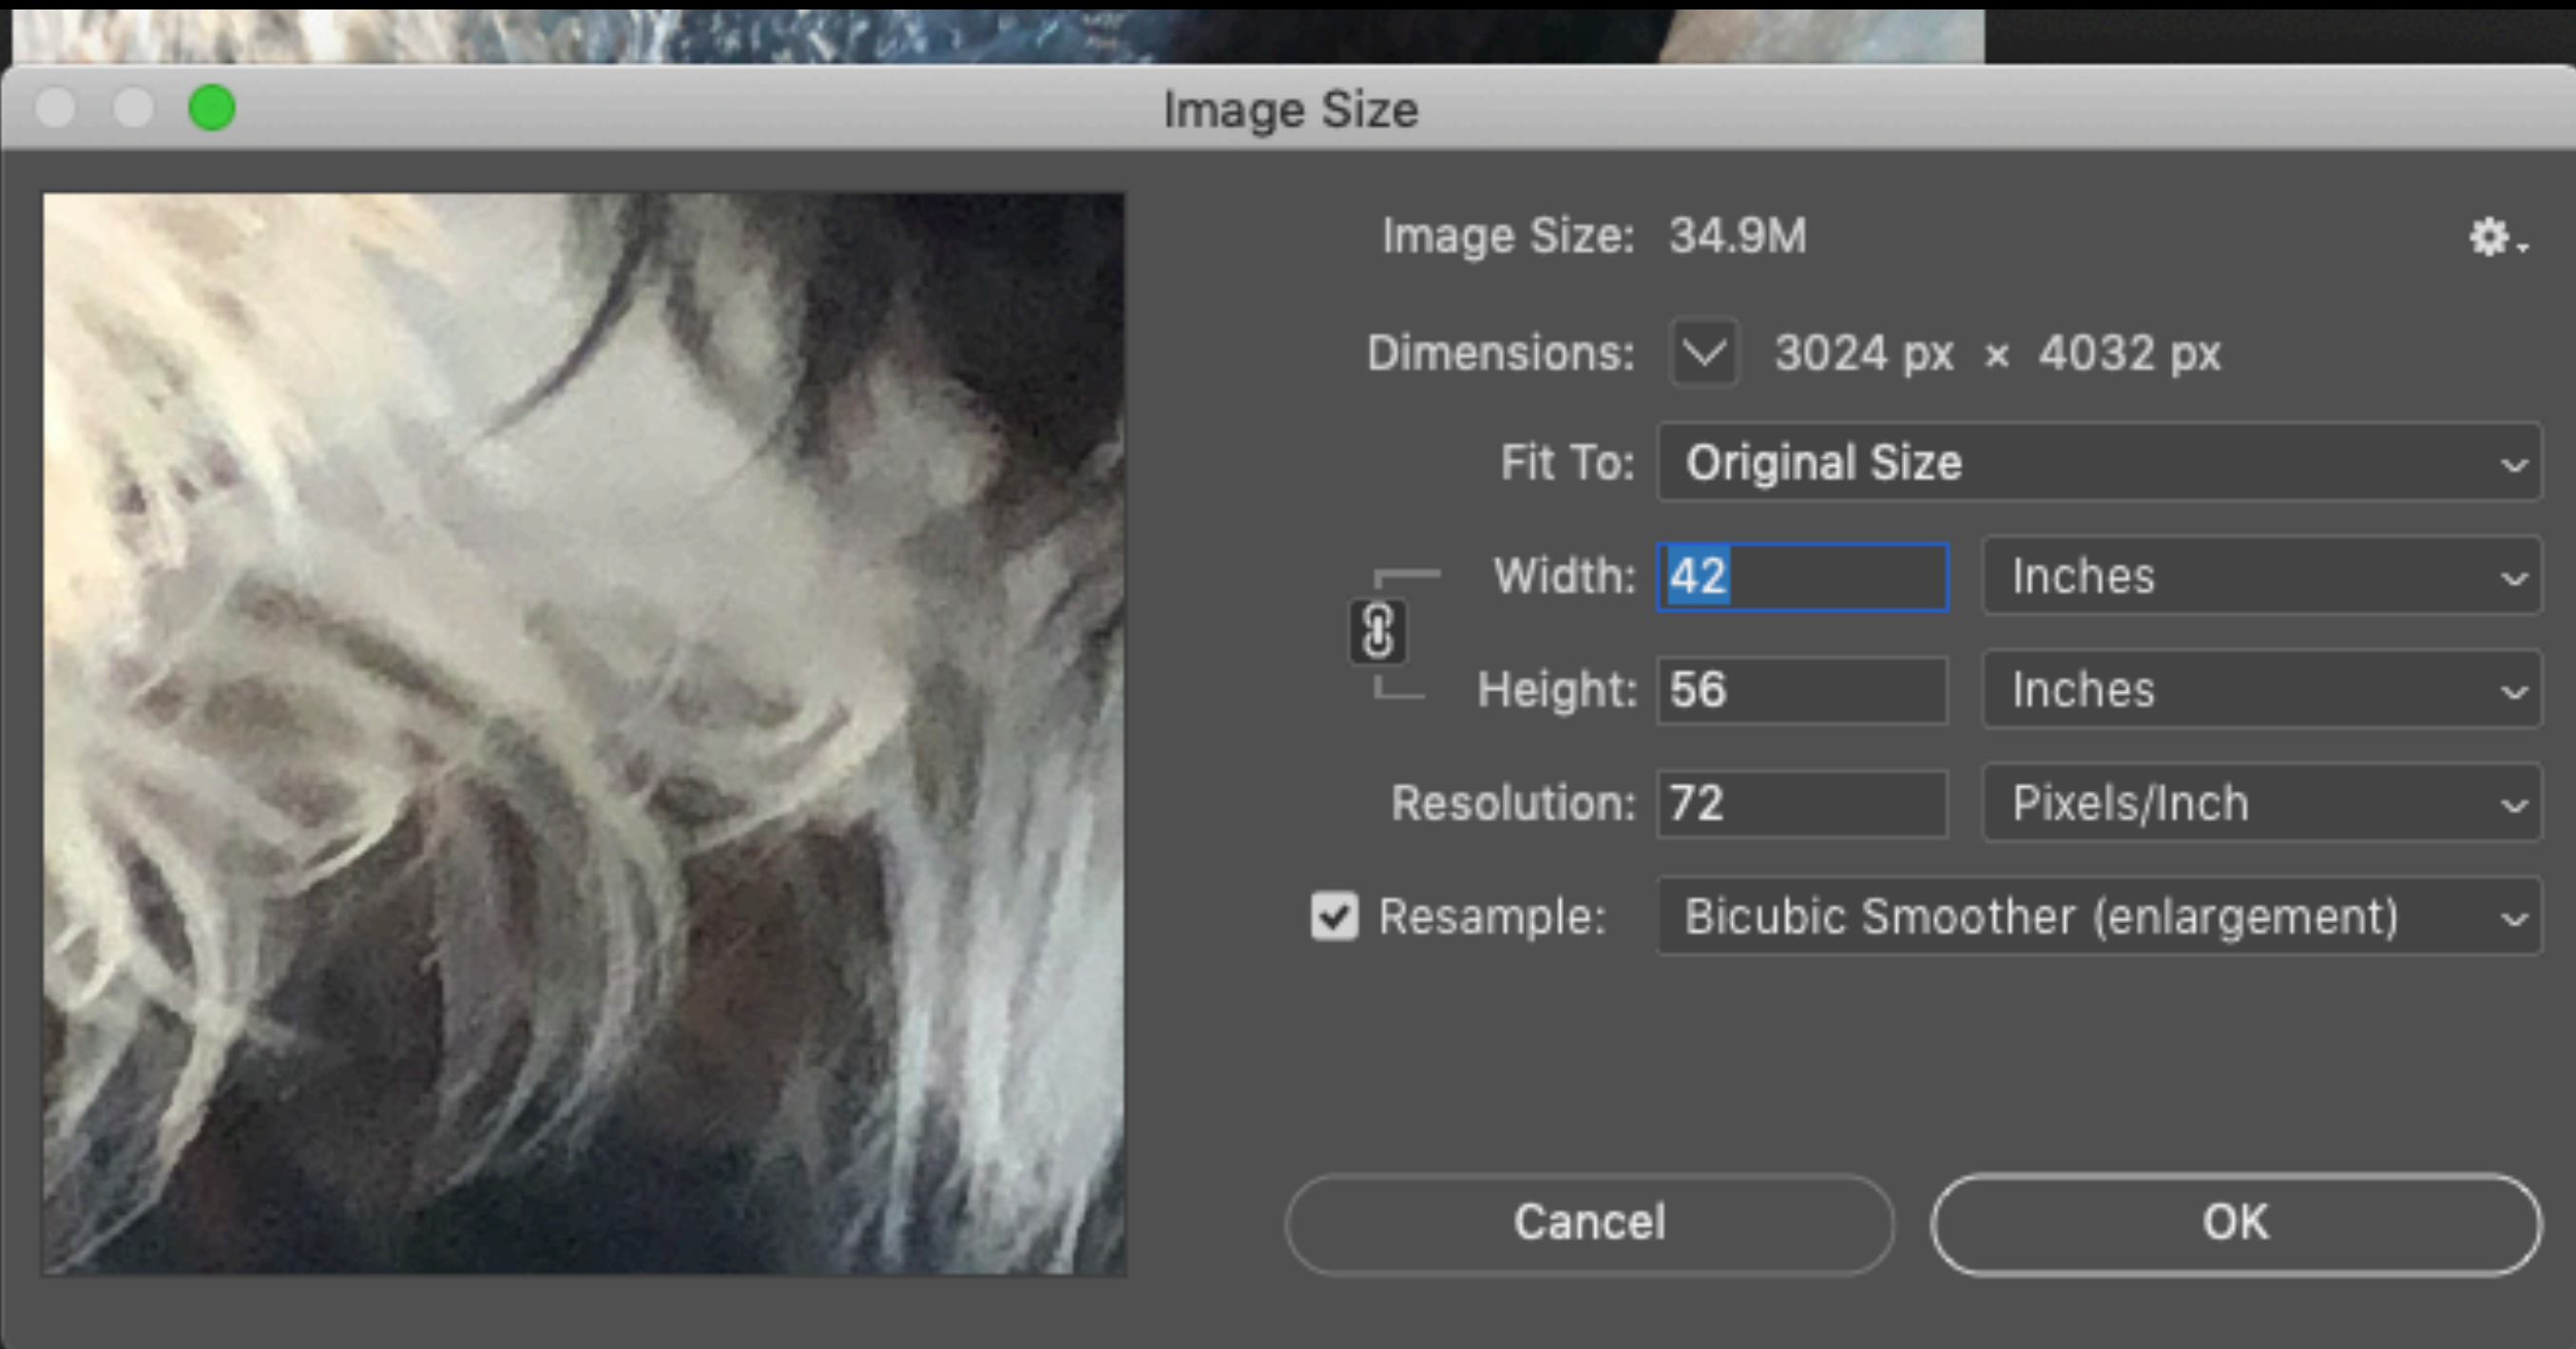 Image Size
Image Size: 34.9M
Dimensions: 3024 px × 4032 px
Fit To: Original Size
Width: 42 Inches
Height: 56 Inches
Resolution: 72 Pixels/Inch
Resample: Bicubic Smoother (enlargement)
Cancel OK